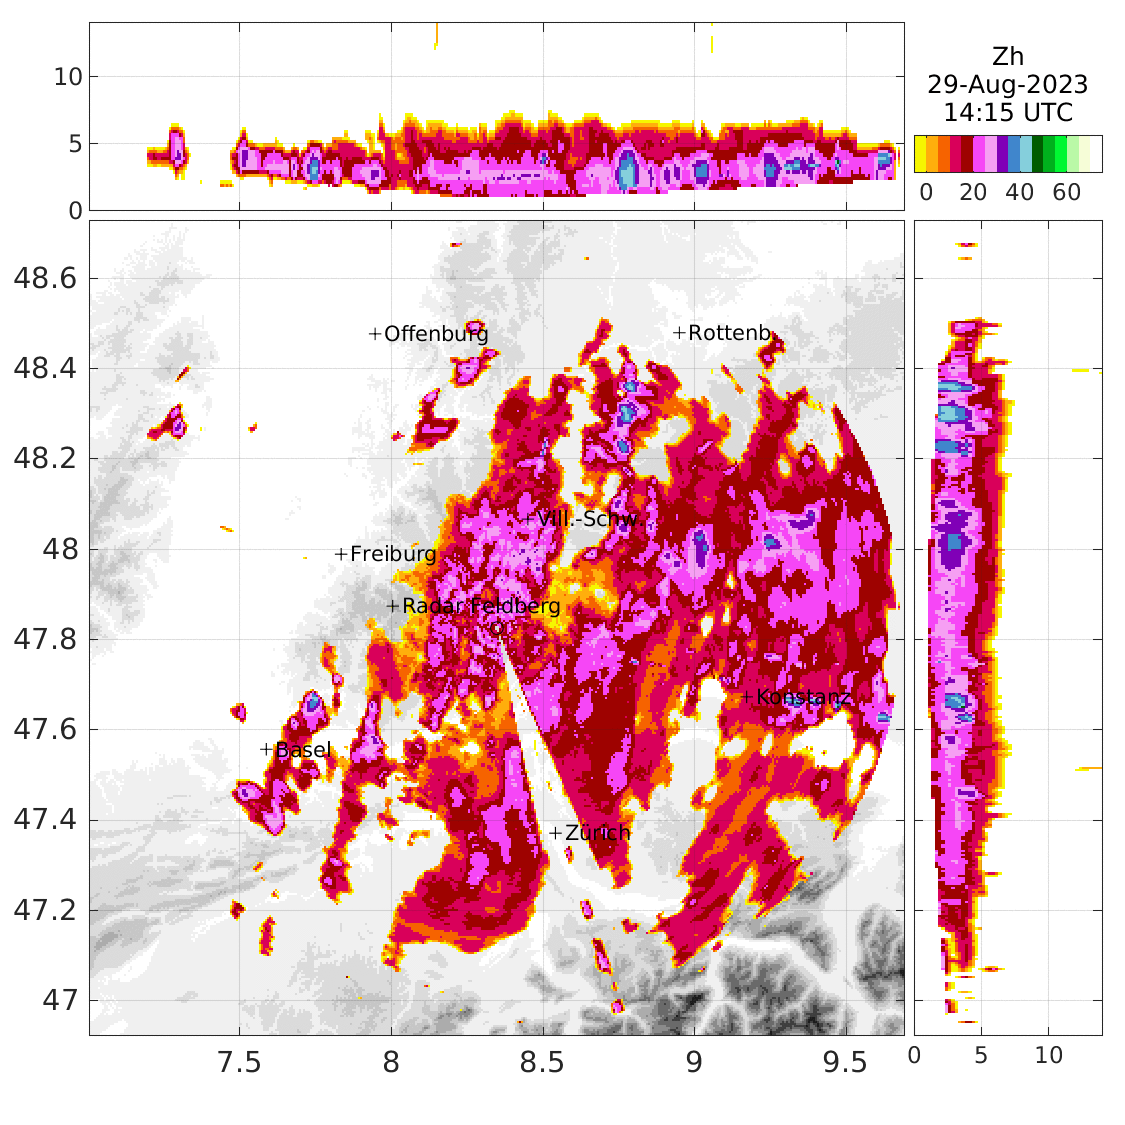 10
5
0
Zh
29-Aug-2023
14:15 UTC
0 20 40 60
48.6
48.4
48.2
48
47.8
47.6
47.4
47.2
47
+Offenburg
+Rottenb.
+Vill.-Schw.
+Freiburg
+Radar Feldberg
+Konstanz
+Basel
+Zürich
7.5 8 8.5 9 9.5
0 5 10